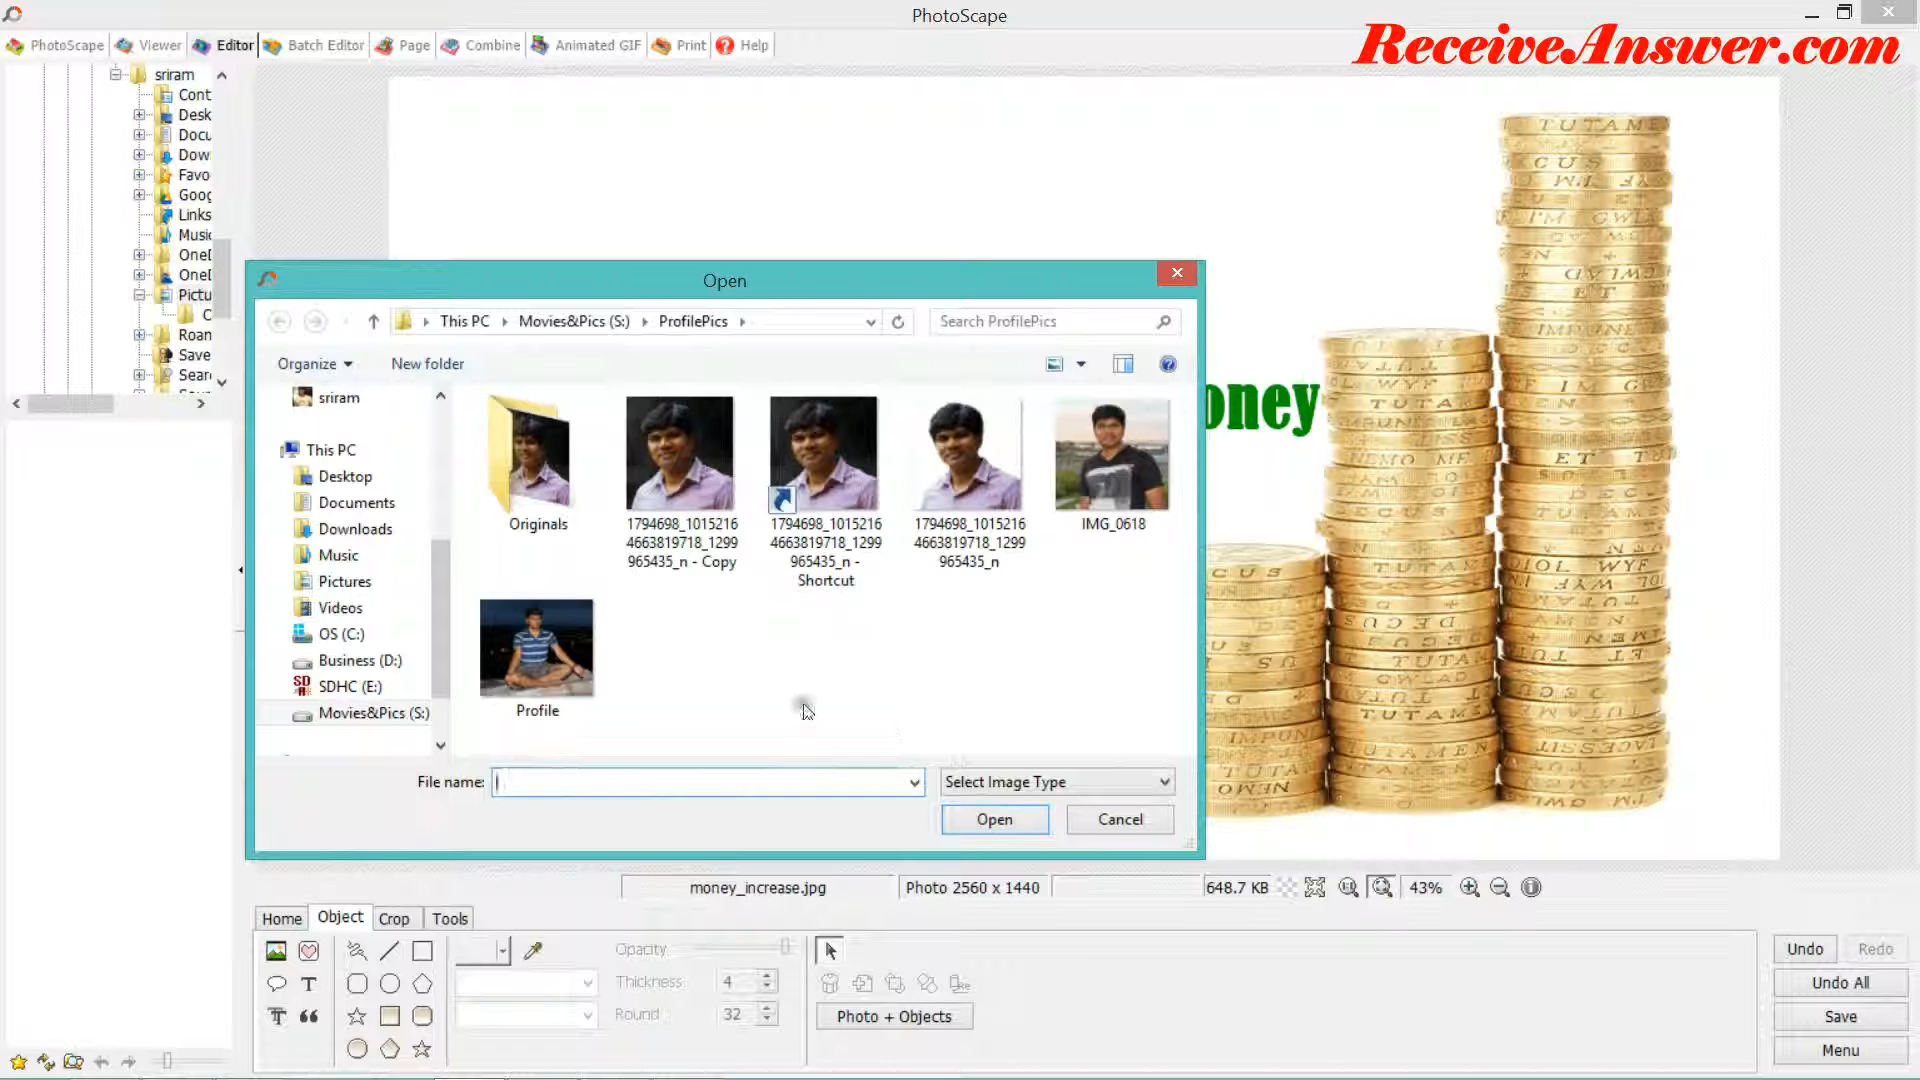 PhotoScape
ReceiveAnswer.com
PhotoScape Viewer Editor Batch Editor Page Combine Animated GIF Print Help
sriram
Cont
Desk
Docu
Dow
Favo
Goog
Links
Music
OneD
OneD
Pictu
C
Roan
Save
Sear
Open
This PC Movies&Pics (S:) ProfilePics
Search ProfilePics
Organize New folder
sriram
This PC
Desktop
Documents
Downloads
Music
Pictures
Videos
OS (C:)
Business (D:)
SDHC (E:)
Movies&Pics (S:)
Originals
1794698_1015216
4663819718_1299
965435_n - Copy
1794698_1015216
4663819718_1299
965435_n -
Shortcut
1794698_1015216
4663819718_1299
965435_n
IMG_0618
Profile
File name:
Select Image Type
Open Cancel
oney
money_increase.jpg Photo 2560 x 1440 648.7 KB 43%
Home Object Crop Tools
Opacity
Thickness 4
Round 32
Photo + Objects
Undo Redo
Undo All
Save
Menu